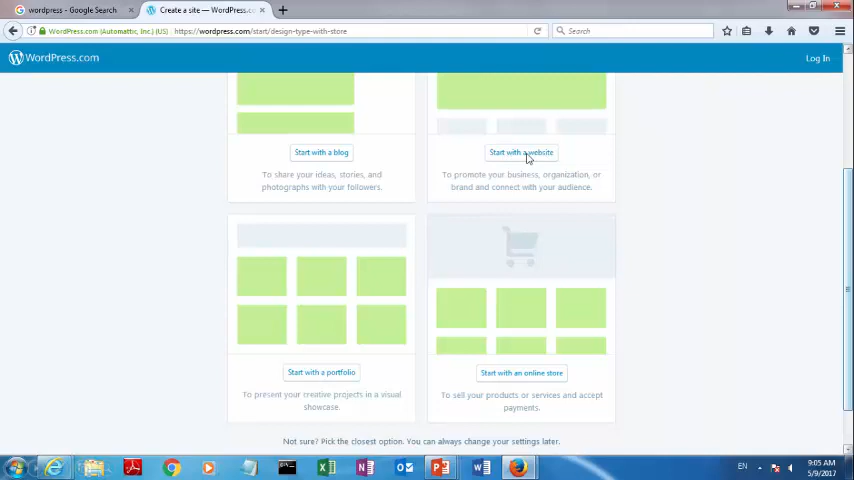 wordpress - Google Search
Create a site — WordPress.c
WordPress.com (Automattic, Inc.) (US)
https://wordpress.com/start/design-type-with-store
Search
WordPress.com
Log In
Start with a blog
Start with a website
To share your ideas, stories, and
photographs with your followers.
To promote your business, organization, or
brand and connect with your audience.
Start with a portfolio
Start with an online store
To present your creative projects in a visual
showcase.
To sell your products or services and accept
payments.
Not sure? Pick the closest option. You can always change your settings later.
EN
9:05 AM
5/9/2017